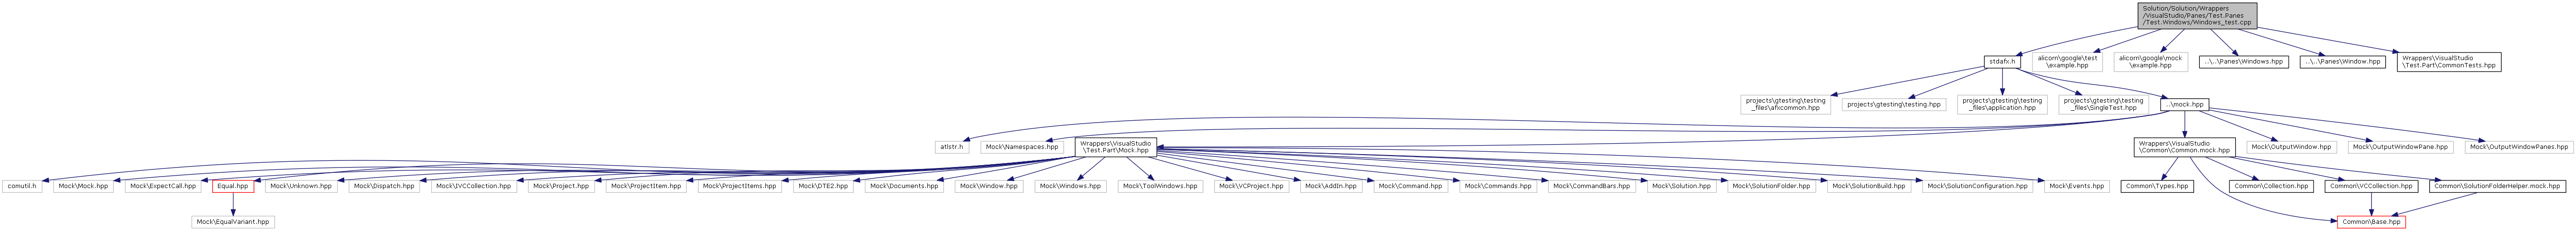 Solution/Solution/Wrappers
/VisualStudio/Panes/Test.Panes
/Test.Windows/Windows_test.cpp
stdafx.h
alicorn\google\test
\example.hpp
alicorn\google\mock
\example.hpp
..\..\Panes\Windows.hpp
..\..\Panes\Window.hpp
Wrappers\VisualStudio
\Test.Part\CommonTests.hpp
projects\gtesting\testing
_files\afxcommon.hpp
projects\gtesting\testing.hpp
projects\gtesting\testing
_files\application.hpp
projects\gtesting\testing
_files\SingleTest.hpp
..\mock.hpp
atlstr.h
Mock\Namespaces.hpp
Wrappers\VisualStudio
\Test.Part\Mock.hpp
Wrappers\VisualStudio
\Common\Common.mock.hpp
Mock\OutputWindow.hpp
Mock\OutputWindowPane.hpp
Mock\OutputWindowPanes.hpp
comutil.h
Mock\Mock.hpp
Mock\ExpectCall.hpp
Equal.hpp
Mock\Unknown.hpp
Mock\Dispatch.hpp
Mock\IVCCollection.hpp
Mock\Project.hpp
Mock\ProjectItem.hpp
Mock\ProjectItems.hpp
Mock\DTE2.hpp
Mock\Documents.hpp
Mock\Window.hpp
Mock\Windows.hpp
Mock\ToolWindows.hpp
Mock\VCProject.hpp
Mock\AddIn.hpp
Mock\Command.hpp
Mock\Commands.hpp
Mock\CommandBars.hpp
Mock\Solution.hpp
Mock\SolutionFolder.hpp
Mock\SolutionBuild.hpp
Mock\SolutionConfiguration.hpp
Mock\Events.hpp
Common\Types.hpp
Common\Collection.hpp
Common\VCCollection.hpp
Common\SolutionFolderHelper.mock.hpp
Mock\EqualVariant.hpp
Common\Base.hpp